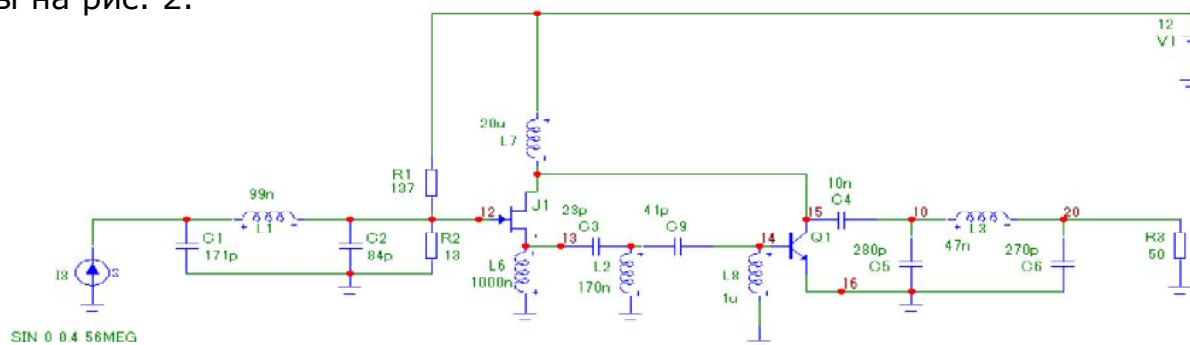 ы на рис. 2.
12
V1
20u
L7
R1
137
99n
L1
12
J1
10n
C4
15
10
20
C1
171p
C2
84p
R2
13
23p
C3
13
41p
C9
14
Q1
280p
C5
L3
47n
270p
C6
R3
50
I3
L6
1000n
L2
170n
L8
1u
16
SIN 0 0.4 56MEG